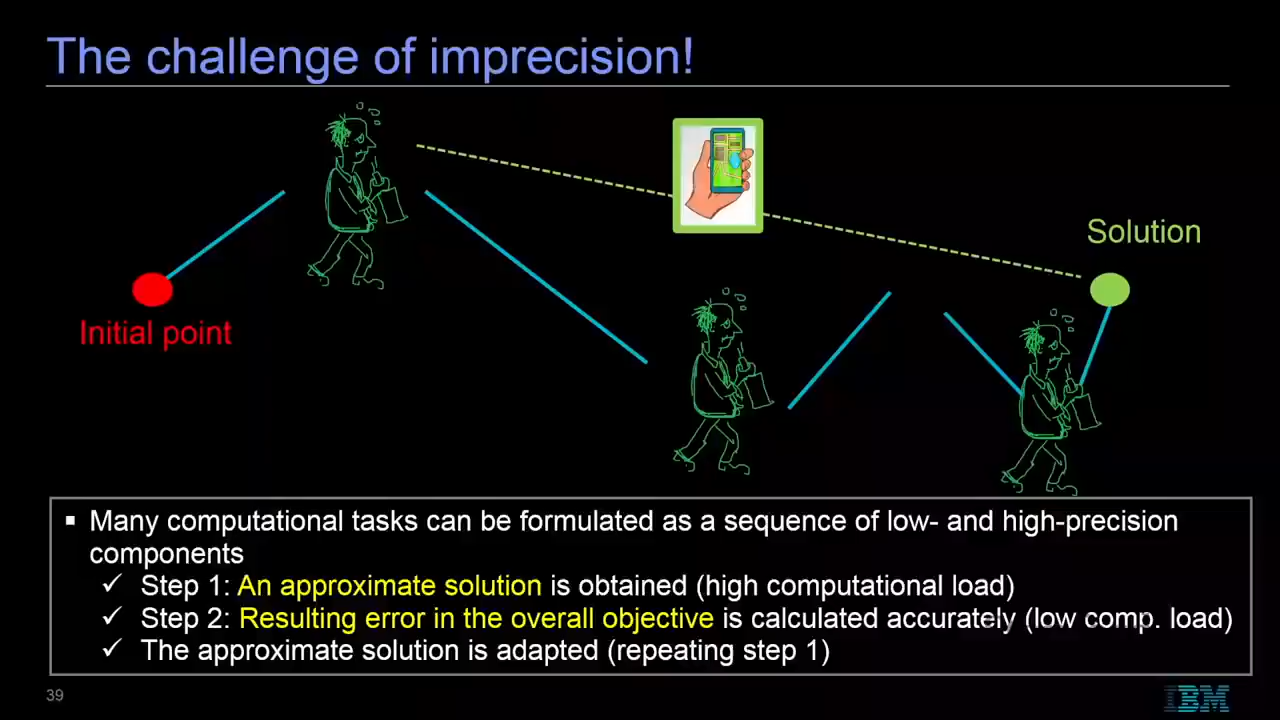 The challenge of imprecision!
Solution
Initial point
▪ Many computational tasks can be formulated as a sequence of low- and high-precision
components
✓ Step 1: An approximate solution is obtained (high computational load)
✓ Step 2: Resulting error in the overall objective is calculated accurately (low comp. load)
✓ The approximate solution is adapted (repeating step 1)
39
IBM